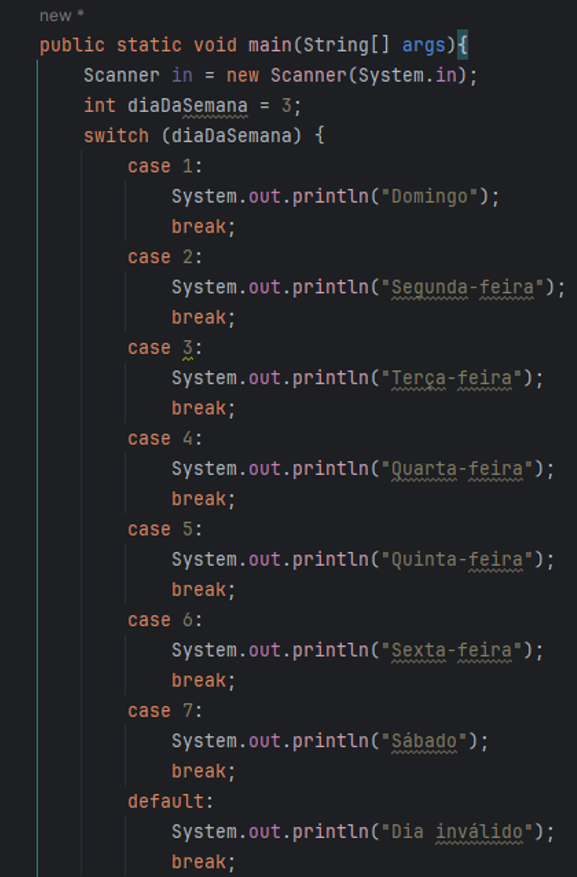 new *
public static void main(String[] args){
Scanner in = new Scanner(System.in);
int diaDaSemana = 3;
switch (diaDaSemana) {
case 1:
System.out.println("Domingo");
break;
case 2:
System.out.println("Segunda-feira");
break;
case 3:
System.out.println("Terça-feira");
break;
case 4:
System.out.println("Quarta-feira");
break;
case 5:
System.out.println("Quinta-feira");
break;
case 6:
System.out.println("Sexta-feira");
break;
case 7:
System.out.println("Sábado");
break;
default:
System.out.println("Dia inválido");
break;